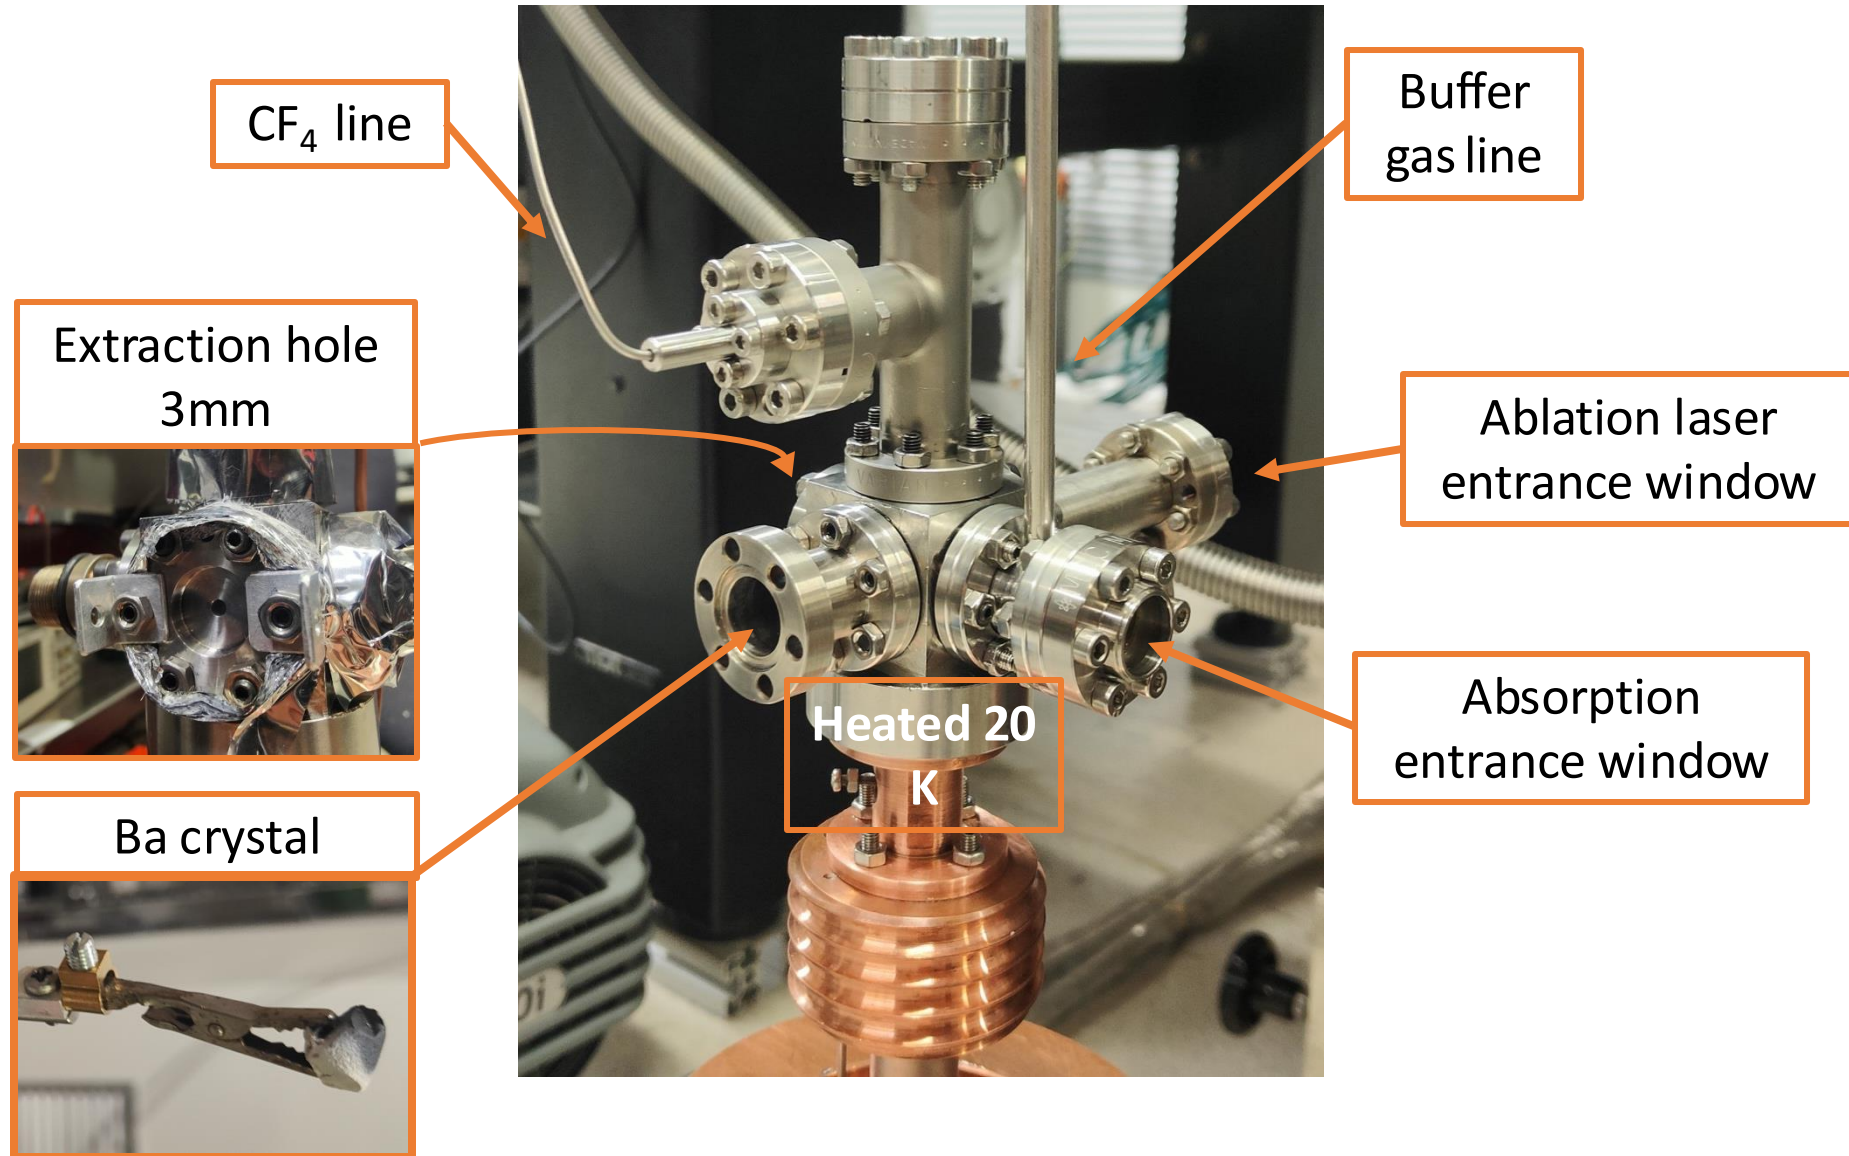 CF₄ line
Buffer
gas line
Extraction hole
3mm
Ablation laser
entrance window
Absorption
entrance window
Heated 20
K
Ba crystal